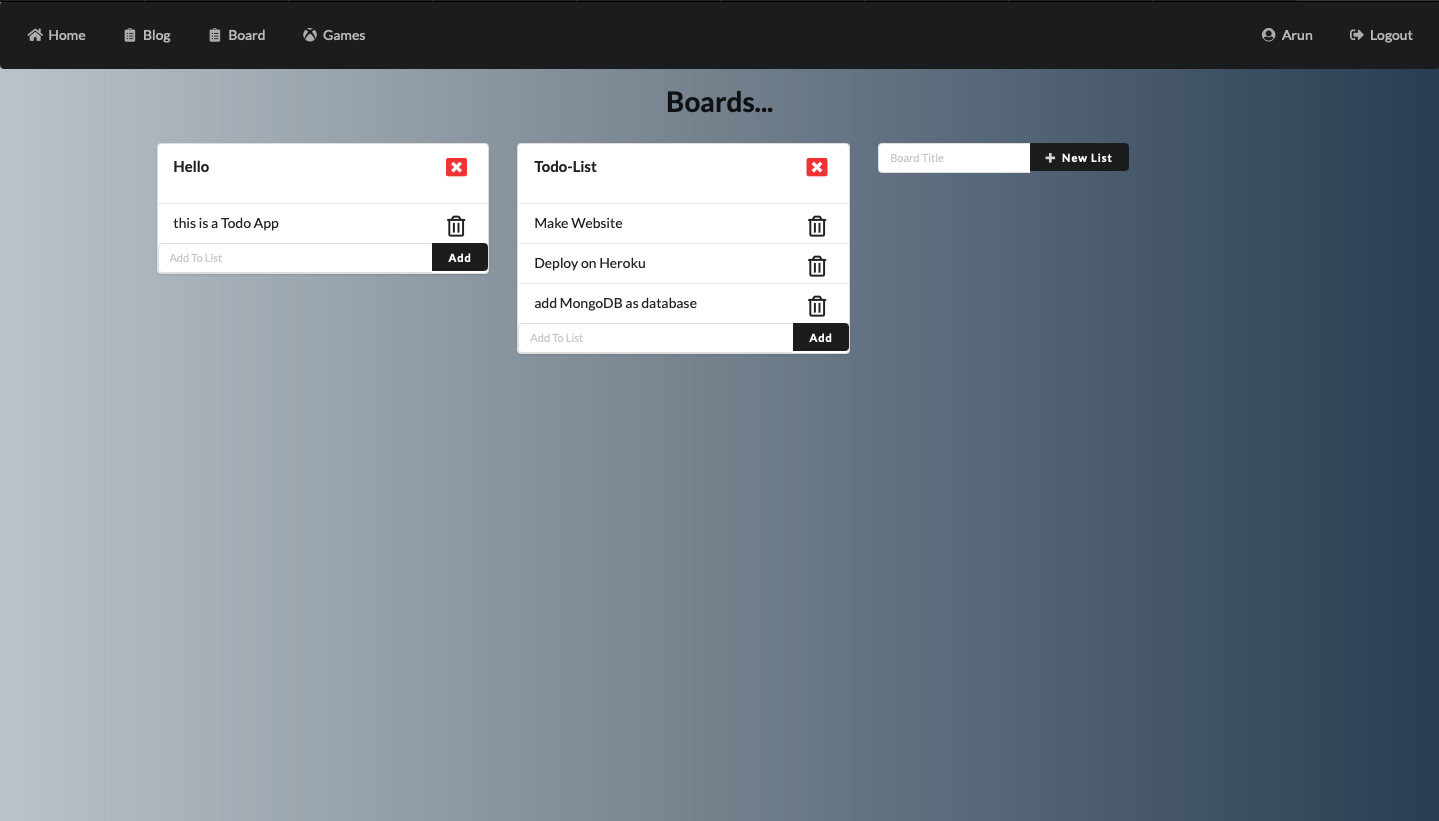 Home Blog Board Games Arun Logout
Boards...
Hello
this is a Todo App
Add To List Add
Todo-List
Make Website
Deploy on Heroku
add MongoDB as database
Add To List Add
Board Title New List